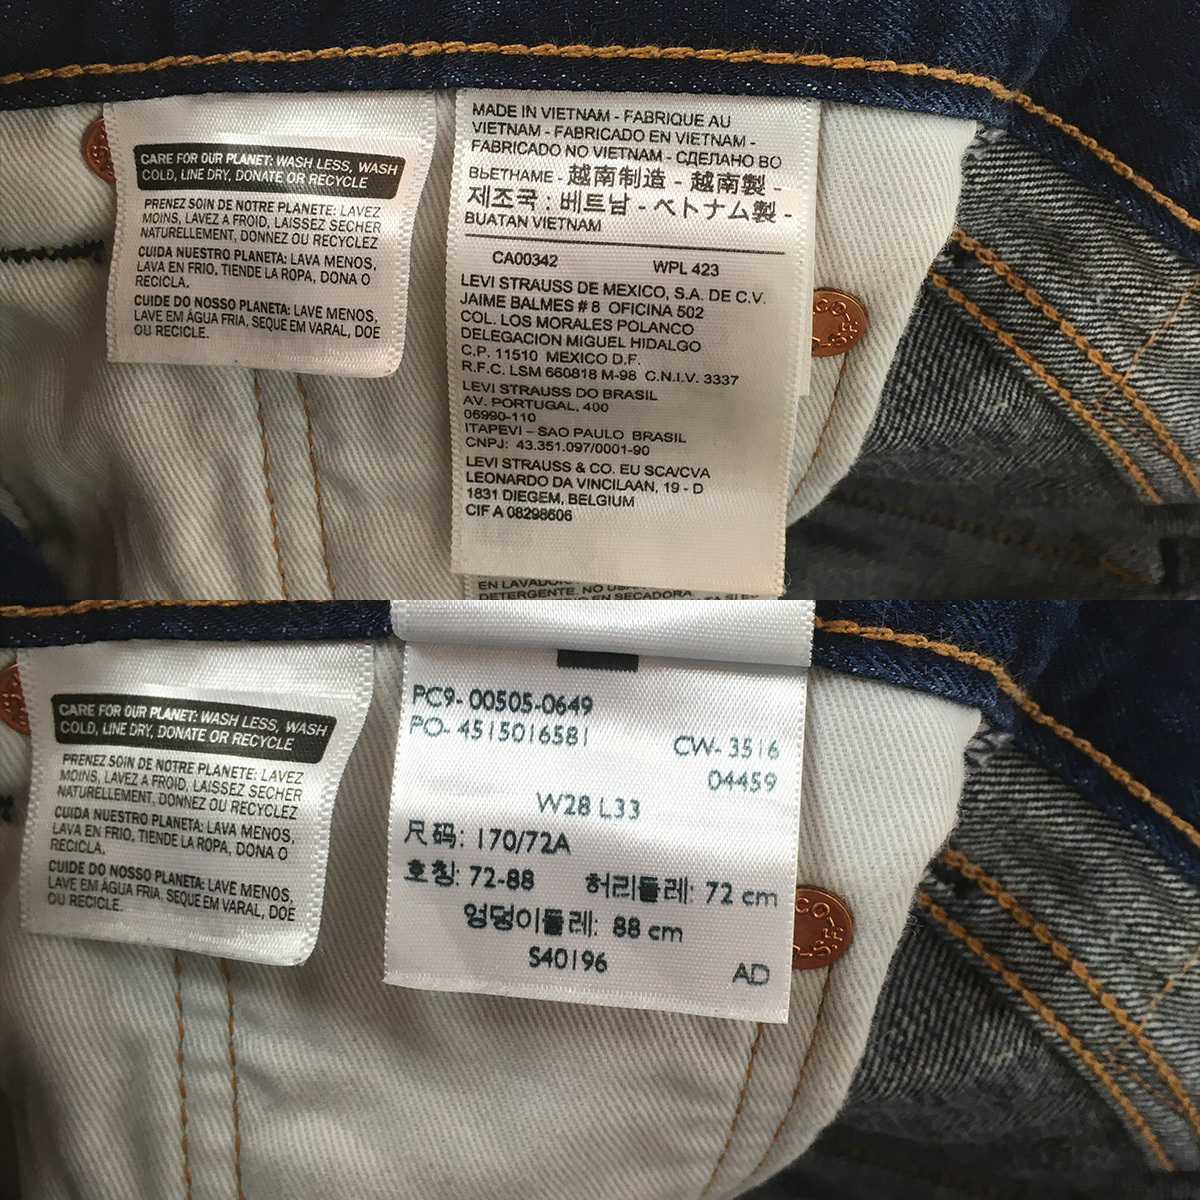 CARE FOR OUR PLANET: WASH LESS, WASH
COLD, LINE DRY, DONATE OR RECYCLE
PRENEZ SOIN DE NOTRE PLANETE: LAVEZ
MOINS, LAVEZ A FROID, LAISSEZ SECHER
NATURELLEMENT, DONNEZ OU RECYCLEZ
CUIDA NUESTRO PLANETA: LAVA MENOS,
LAVA EN FRIO, TIENDE LA ROPA, DONA O
RECICLA.
CUIDE DO NOSSO PLANETA: LAVE MENOS,
LAVE EM ÁGUA FRIA, SEQUE EM VARAL, DOE
OU RECICLE.
MADE IN VIETNAM - FABRIQUE AU
VIETNAM - FABRICADO EN VIETNAM -
FABRICADO NO VIETNAM - СДЕЛАНО ВО
ВЬЕТНАМЕ - 越南制造 - 越南製 -
제조국 : 베트남 - ベトナム製 -
BUATAN VIETNAM
CA00342 WPL 423
LEVI STRAUSS DE MEXICO, S.A. DE C.V.
JAIME BALMES # 8 OFICINA 502
COL. LOS MORALES POLANCO
DELEGACION MIGUEL HIDALGO
C.P. 11510 MEXICO D.F.
R.F.C. LSM 660818 M-98 C.N.I.V. 3337
LEVI STRAUSS DO BRASIL
AV. PORTUGAL, 400
06990-110
ITAPEVI – SAO PAULO BRASIL
CNPJ: 43.351.097/0001-90
LEVI STRAUSS & CO. EU SCA/CVA
LEONARDO DA VINCILAAN, 19 - D
1831 DIEGEM, BELGIUM
CIF A 08298606
EN LAVADO
DETERGENTE. NO
EN SECADORA.
CO
S.F.
CARE FOR OUR PLANET: WASH LESS, WASH
COLD, LINE DRY, DONATE OR RECYCLE
PRENEZ SOIN DE NOTRE PLANETE: LAVEZ
MOINS, LAVEZ A FROID, LAISSEZ SECHER
NATURELLEMENT, DONNEZ OU RECYCLEZ
CUIDA NUESTRO PLANETA: LAVA MENOS,
LAVA EN FRIO, TIENDE LA ROPA, DONA O
RECICLA.
CUIDE DO NOSSO PLANETA: LAVE MENOS,
LAVE EM ÁGUA FRIA, SEQUE EM VARAL, DOE
OU RECICLE.
PC9- 00505-0649
PO- 4515016581 CW- 3516
04459
W28 L33
尺码: 170/72A
호칭: 72-88 허리둘레: 72 cm
엉덩이둘레: 88 cm
S40196
AD
CO.
S.F.